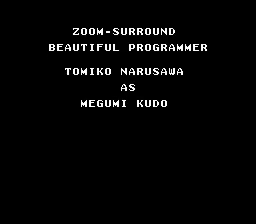 ZOOM-SURROUND
BEAUTIFUL PROGRAMMER
TOMIKO NARUSAWA
AS
MEGUMI KUDO